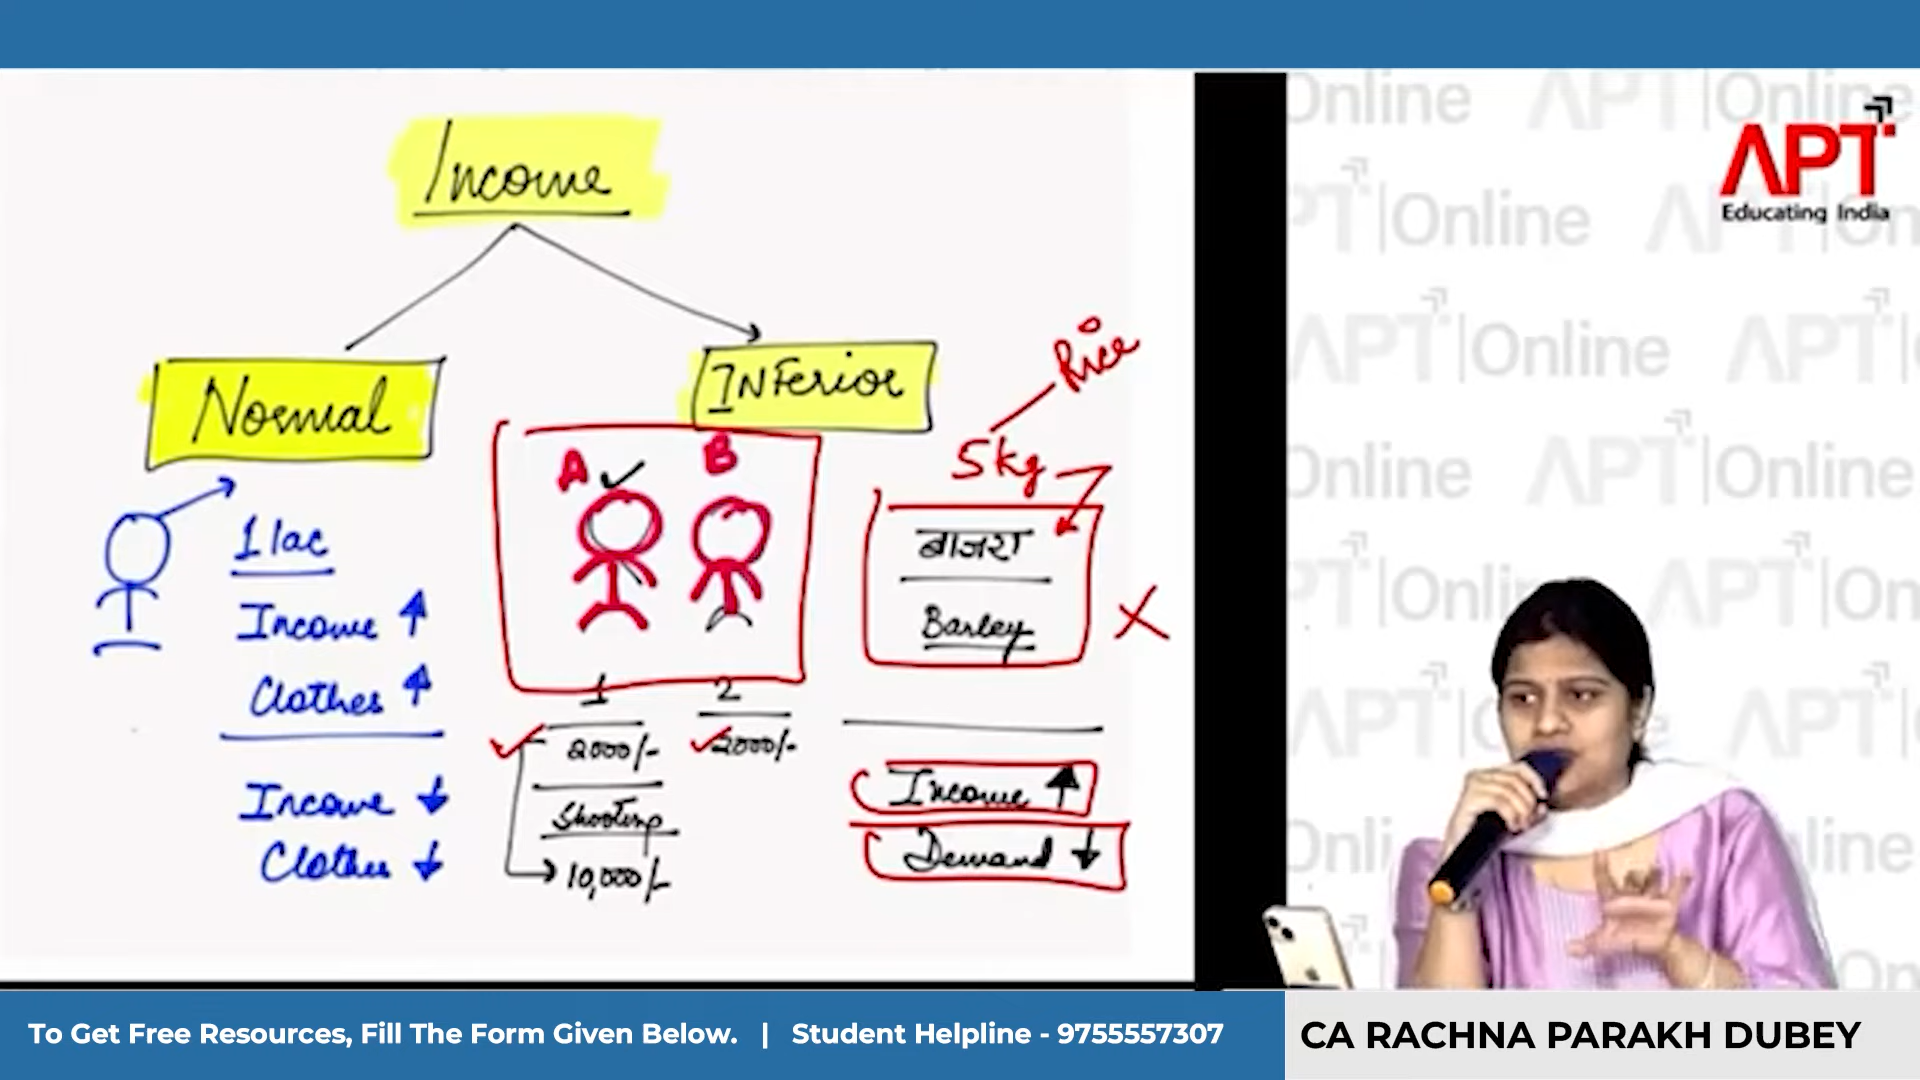 Income
Normal
INFerior
Rice
5kg
A
B
बाजरा
Barley
1 lac
Income
Clothes
Income
Clothes
1
2
2000/-
2000/-
Shooting
10,000/-
Income
Demand
APT
Educating India
APT|Online
To Get Free Resources, Fill The Form Given Below. | Student Helpline - 9755557307
CA RACHNA PARAKH DUBEY